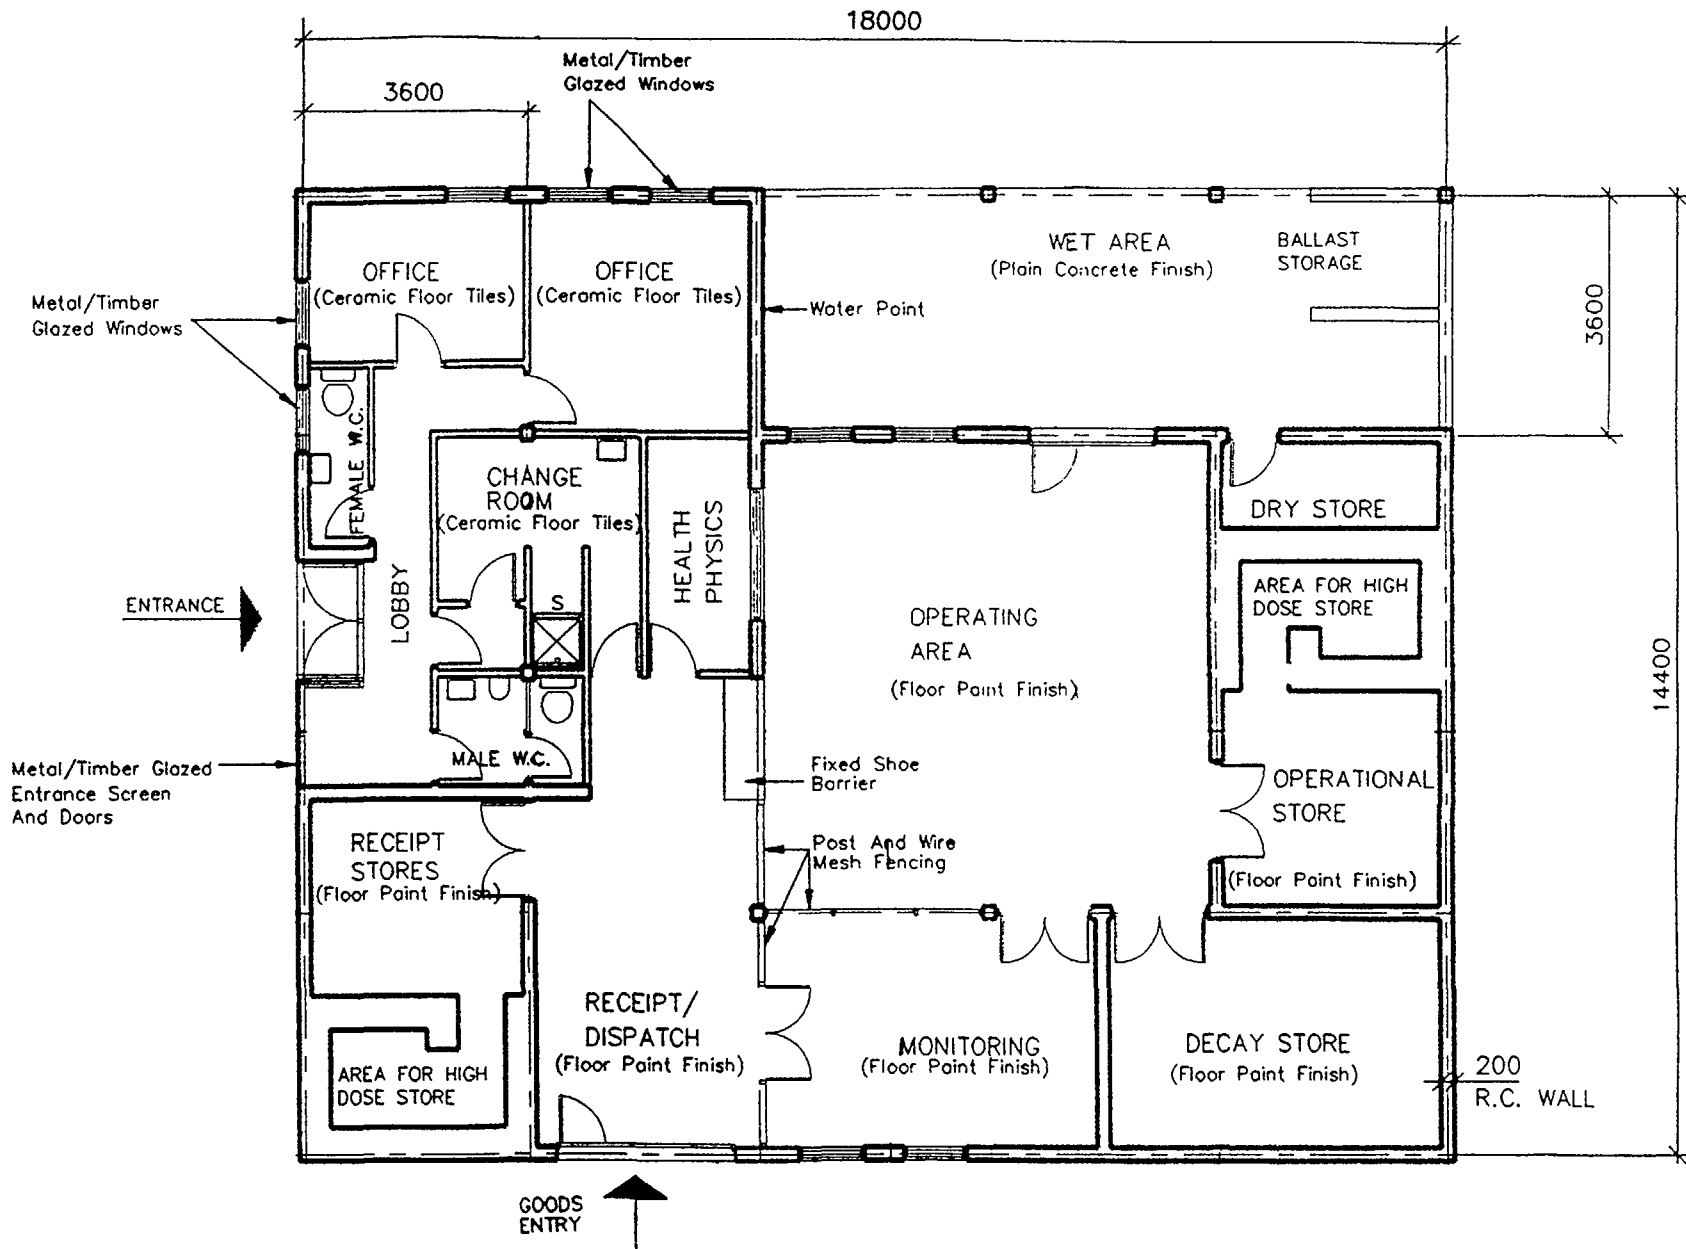 18000
Metal/Timber
Glazed Windows
3600
OFFICE
(Ceramic Floor Tiles)
OFFICE
(Ceramic Floor Tiles)
WET AREA
(Plain Concrete Finish)
BALLAST
STORAGE
Metal/Timber
Glazed Windows
Water Point
3600
FEMALE W.C.
CHANGE
ROOM
(Ceramic Floor Tiles)
HEALTH
PHYSICS
DRY STORE
ENTRANCE
LOBBY
S
OPERATING
AREA
(Floor Paint Finish)
AREA FOR HIGH
DOSE STORE
14400
MALE W.C.
Metal/Timber Glazed
Entrance Screen
And Doors
Fixed Shoe
Barrier
OPERATIONAL
STORE
(Floor Paint Finish)
RECEIPT
STORES
(Floor Paint Finish)
Post And Wire
Mesh Fencing
RECEIPT/
DISPATCH
(Floor Paint Finish)
MONITORING
(Floor Paint Finish)
DECAY STORE
(Floor Paint Finish)
AREA FOR HIGH
DOSE STORE
200
R.C. WALL
GOODS
ENTRY